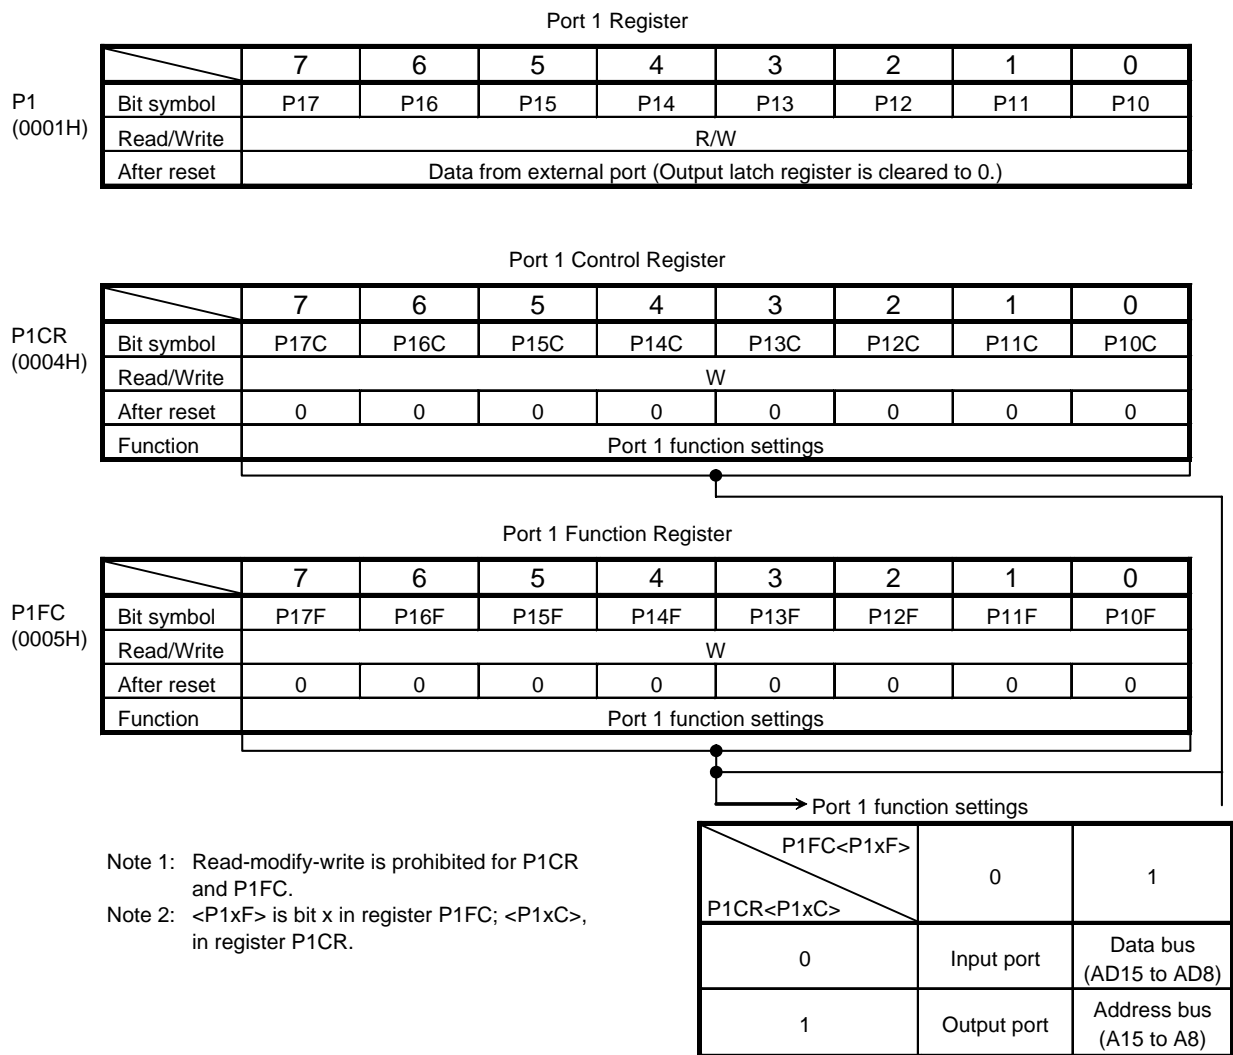 Port 1 Register
7 6 5 4 3 2 1 0
P1
(0001H)
Bit symbol P17 P16 P15 P14 P13 P12 P11 P10
Read/Write R/W
After reset Data from external port (Output latch register is cleared to 0.)
Port 1 Control Register
7 6 5 4 3 2 1 0
P1CR
(0004H)
Bit symbol P17C P16C P15C P14C P13C P12C P11C P10C
Read/Write W
After reset 0 0 0 0 0 0 0 0
Function Port 1 function settings
Port 1 Function Register
7 6 5 4 3 2 1 0
P1FC
(0005H)
Bit symbol P17F P16F P15F P14F P13F P12F P11F P10F
Read/Write W
After reset 0 0 0 0 0 0 0 0
Function Port 1 function settings
Note 1: Read-modify-write is prohibited for P1CR
and P1FC.
Note 2: <P1xF> is bit x in register P1FC; <P1xC>,
in register P1CR.
Port 1 function settings
P1FC<P1xF> 0 1
P1CR<P1xC>
0 Input port Data bus
(AD15 to AD8)
1 Output port Address bus
(A15 to A8)